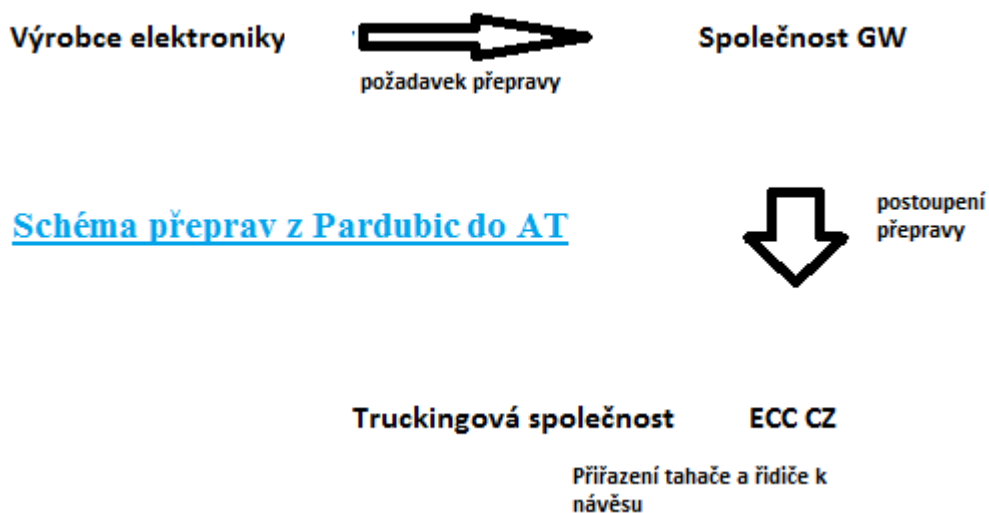 Výrobce elektroniky
Společnost GW
požadavek přepravy
Schéma přeprav z Pardubic do AT
postoupení
přepravy
Truckingová společnost
ECC CZ
Přiřazení tahače a řidiče k
návěsu